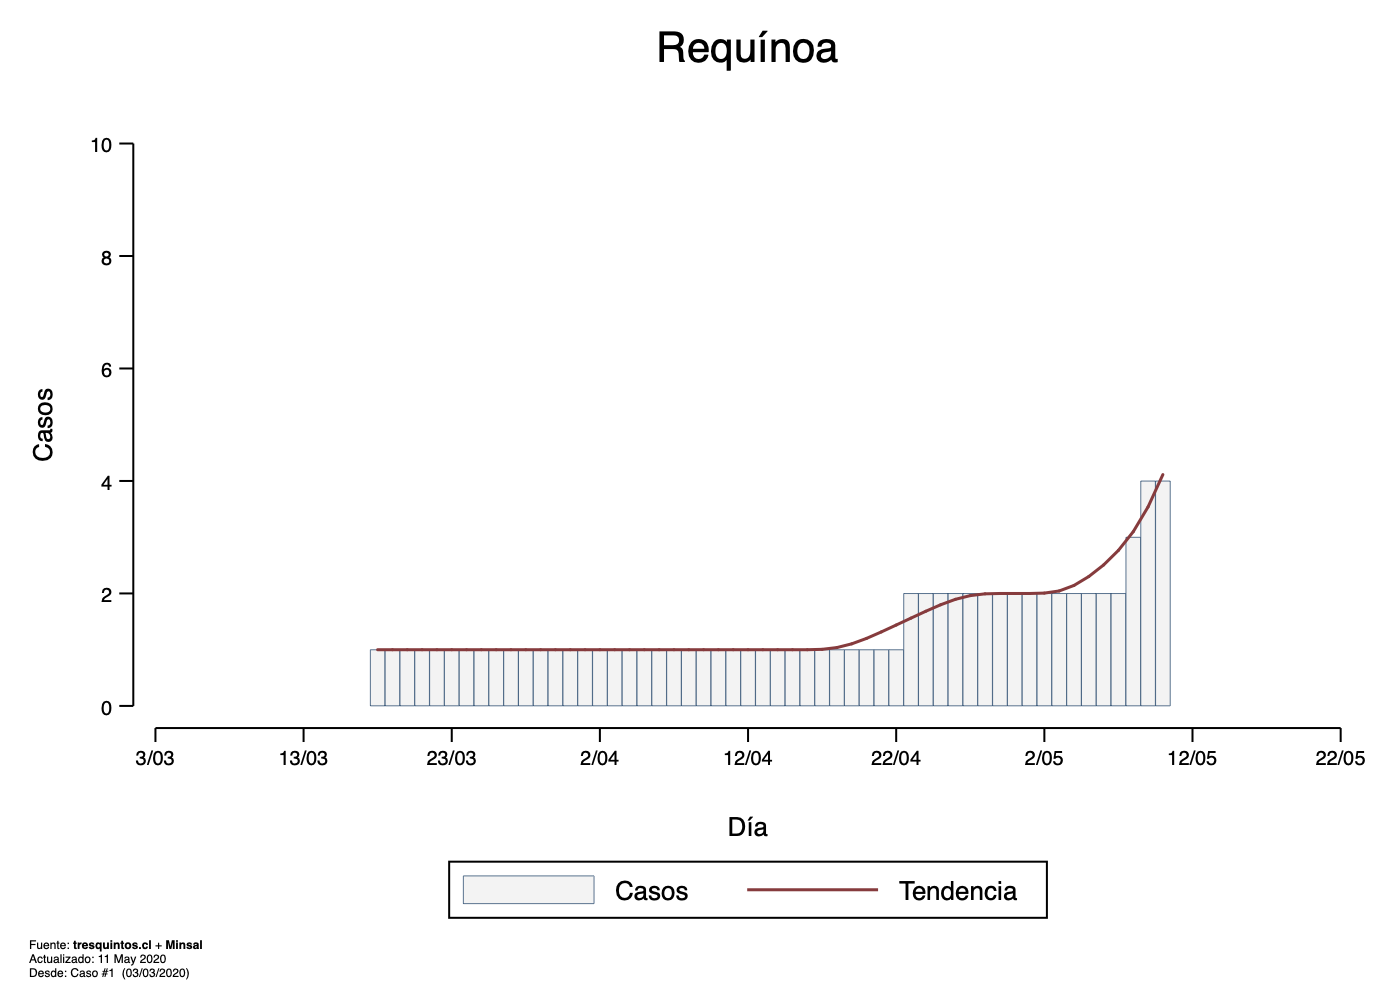 Requínoa
10
8
6
4
2
0
Casos
3/03 13/03 23/03 2/04 12/04 22/04 2/05 12/05 22/05
Día
Casos Tendencia
Fuente: tresquintos.cl + Minsal
Actualizado: 11 May 2020
Desde: Caso #1 (03/03/2020)